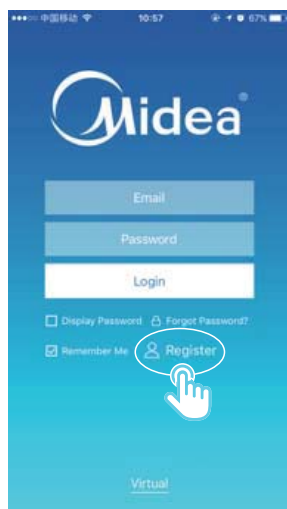 中国移动 10:57 67%
Midea
Email
Password
Login
Display Password Forgot Password?
Remember Me Register
Virtual